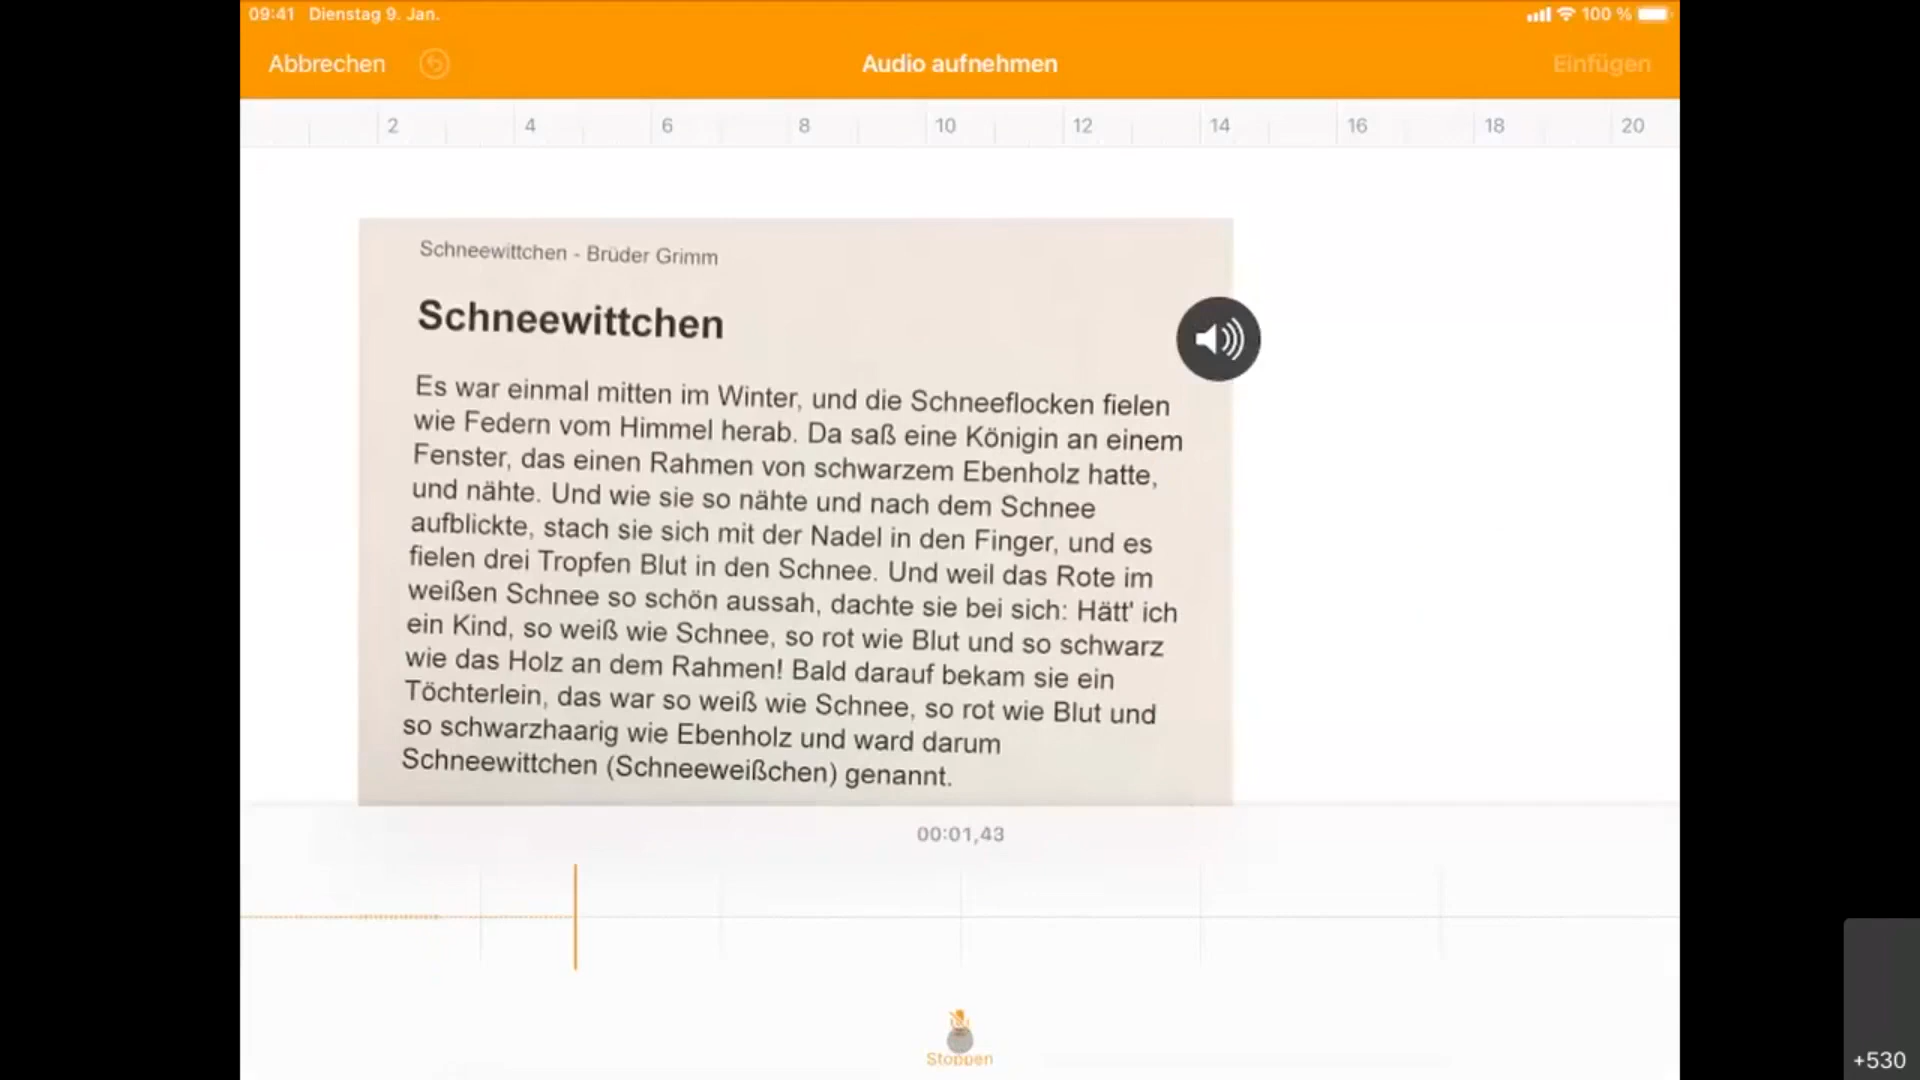 09:41 Dienstag 9. Jan.
100 %
Abbrechen
Audio aufnehmen
Einfügen
2 4 6 8 10 12 14 16 18 20
Schneewittchen - Brüder Grimm
Schneewittchen
Es war einmal mitten im Winter, und die Schneeflocken fielen
wie Federn vom Himmel herab. Da saß eine Königin an einem
Fenster, das einen Rahmen von schwarzem Ebenholz hatte,
und nähte. Und wie sie so nähte und nach dem Schnee
aufblickte, stach sie sich mit der Nadel in den Finger, und es
fielen drei Tropfen Blut in den Schnee. Und weil das Rote im
weißen Schnee so schön aussah, dachte sie bei sich: Hätt' ich
ein Kind, so weiß wie Schnee, so rot wie Blut und so schwarz
wie das Holz an dem Rahmen! Bald darauf bekam sie ein
Töchterlein, das war so weiß wie Schnee, so rot wie Blut und
so schwarzhaarig wie Ebenholz und ward darum
Schneewittchen (Schneeweißchen) genannt.
00:01,43
Stoppen
+530